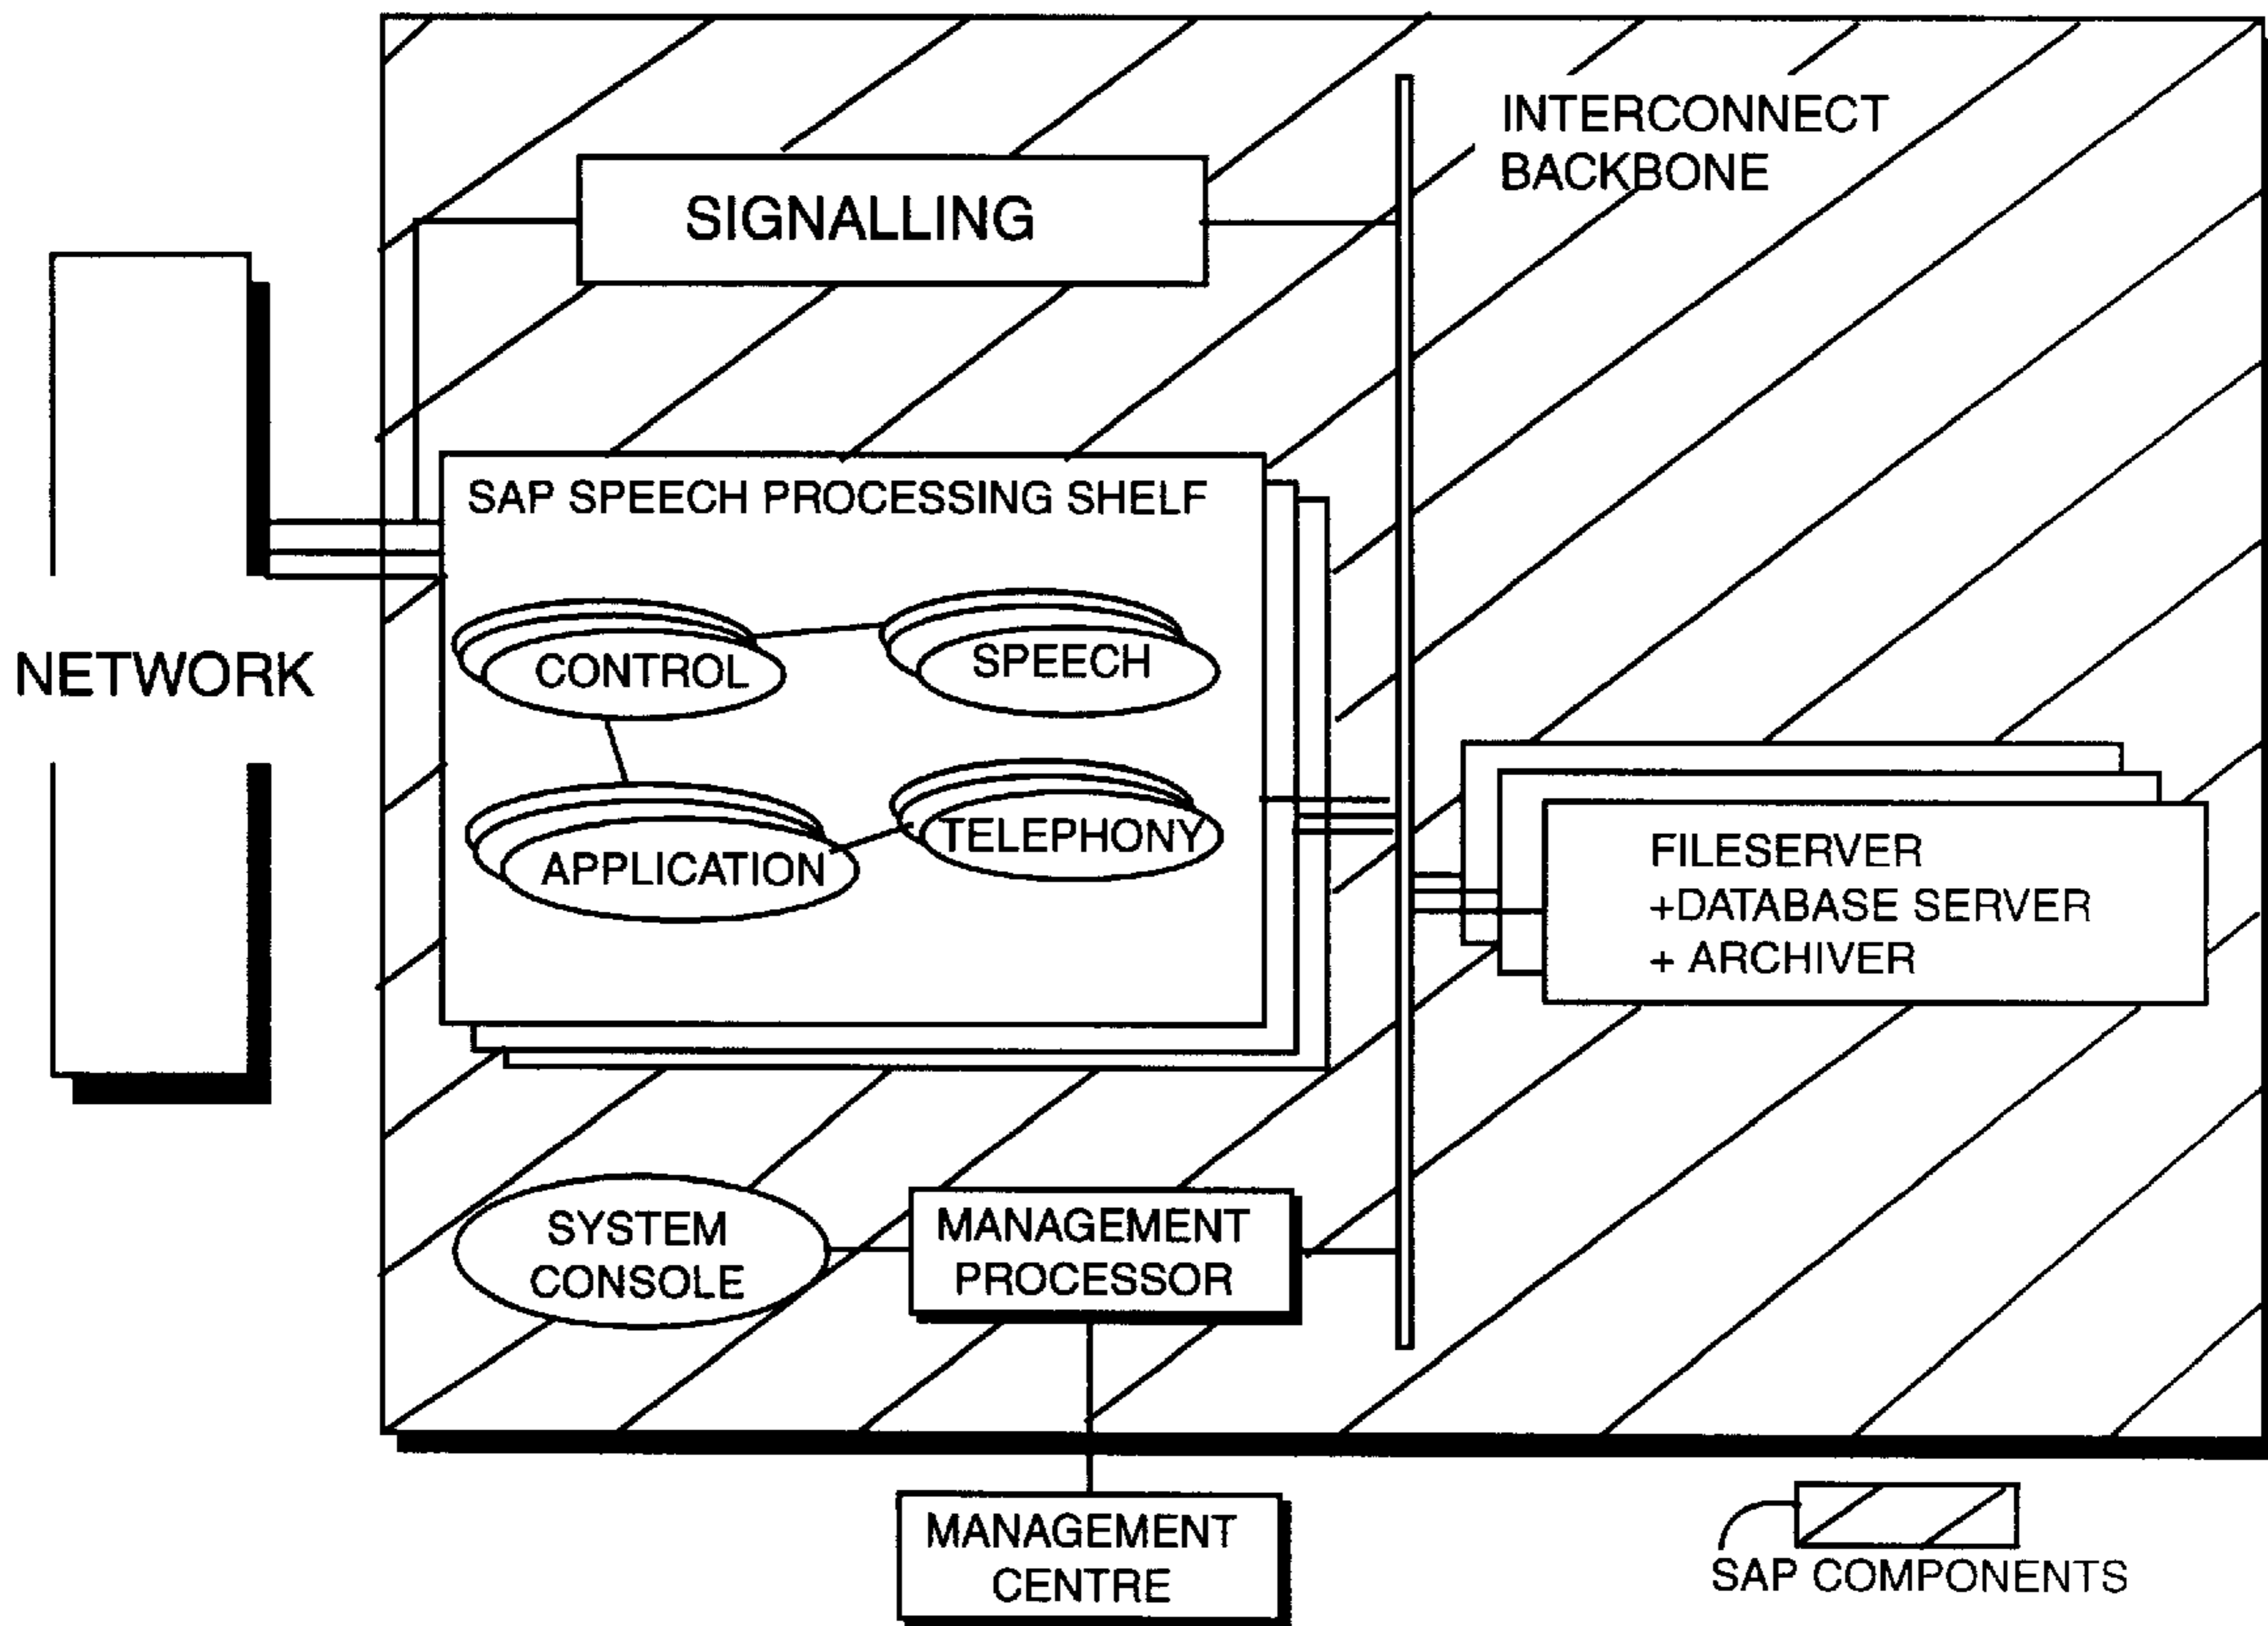 INTERCONNECT
BACKBONE
SIGNALLING
NETWORK
SAP SPEECH PROCESSING SHELF
CONTROL
SPEECH
APPLICATION
TELEPHONY
FILESERVER
+DATABASE SERVER
+ ARCHIVER
SYSTEM
CONSOLE
MANAGEMENT
PROCESSOR
MANAGEMENT
CENTRE
SAP COMPONENTS